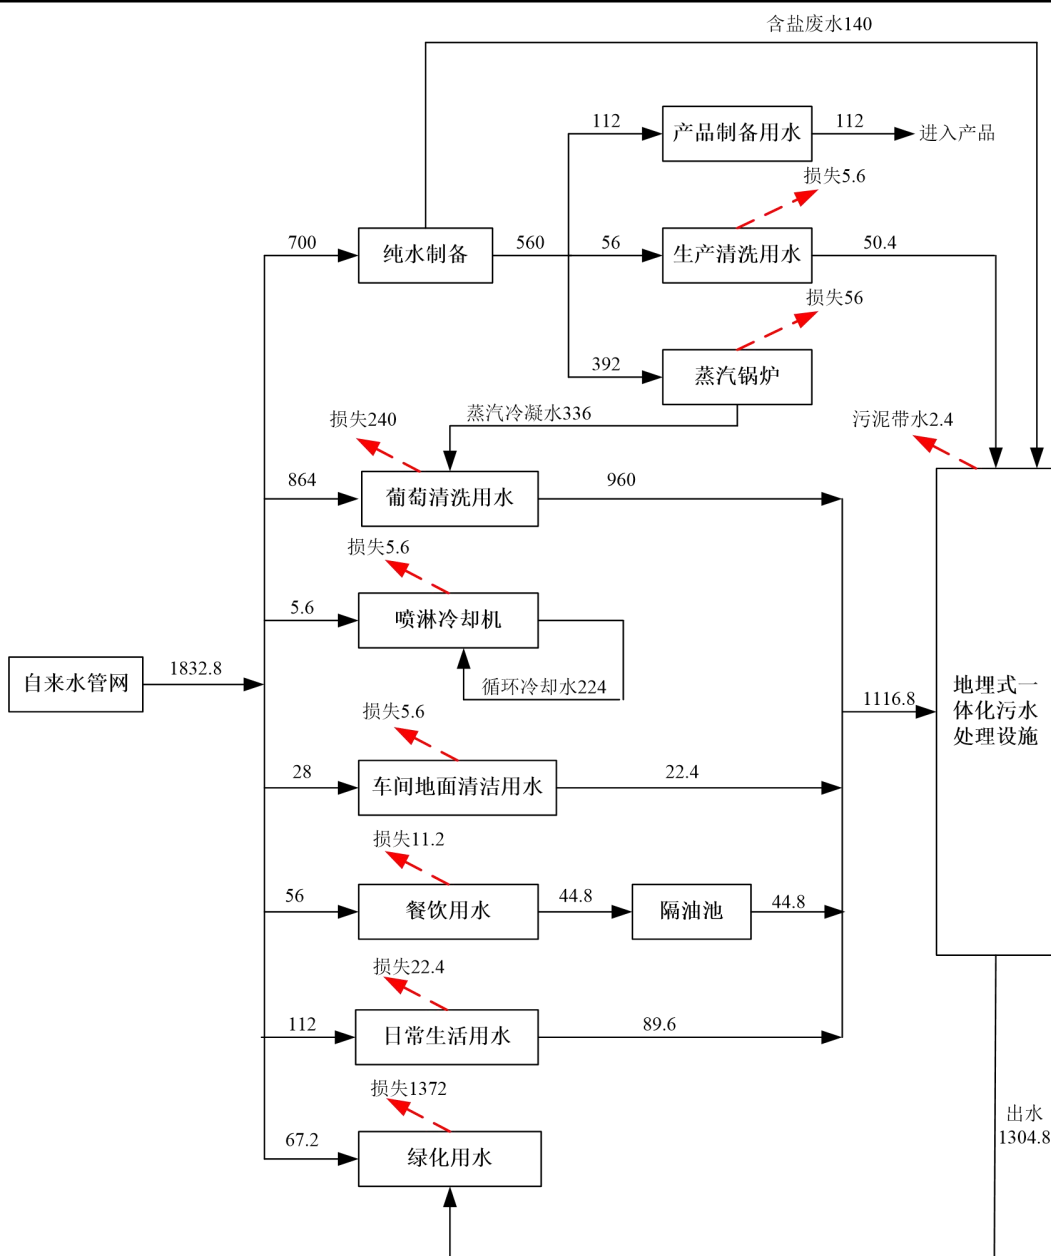 含盐废水140
112
产品制备用水
112
进入产品
损失5.6
700
纯水制备
560
56
生产清洗用水
50.4
损失56
392
蒸汽锅炉
蒸汽冷凝水336
损失240
污泥带水2.4
864
葡萄清洗用水
960
损失5.6
5.6
喷淋冷却机
循环冷却水224
自来水管网
1832.8
地埋式一
体化污水
处理设施
1116.8
损失5.6
28
车间地面清洁用水
22.4
损失11.2
56
餐饮用水
44.8
隔油池
44.8
损失22.4
112
日常生活用水
89.6
损失1372
67.2
绿化用水
出水
1304.8